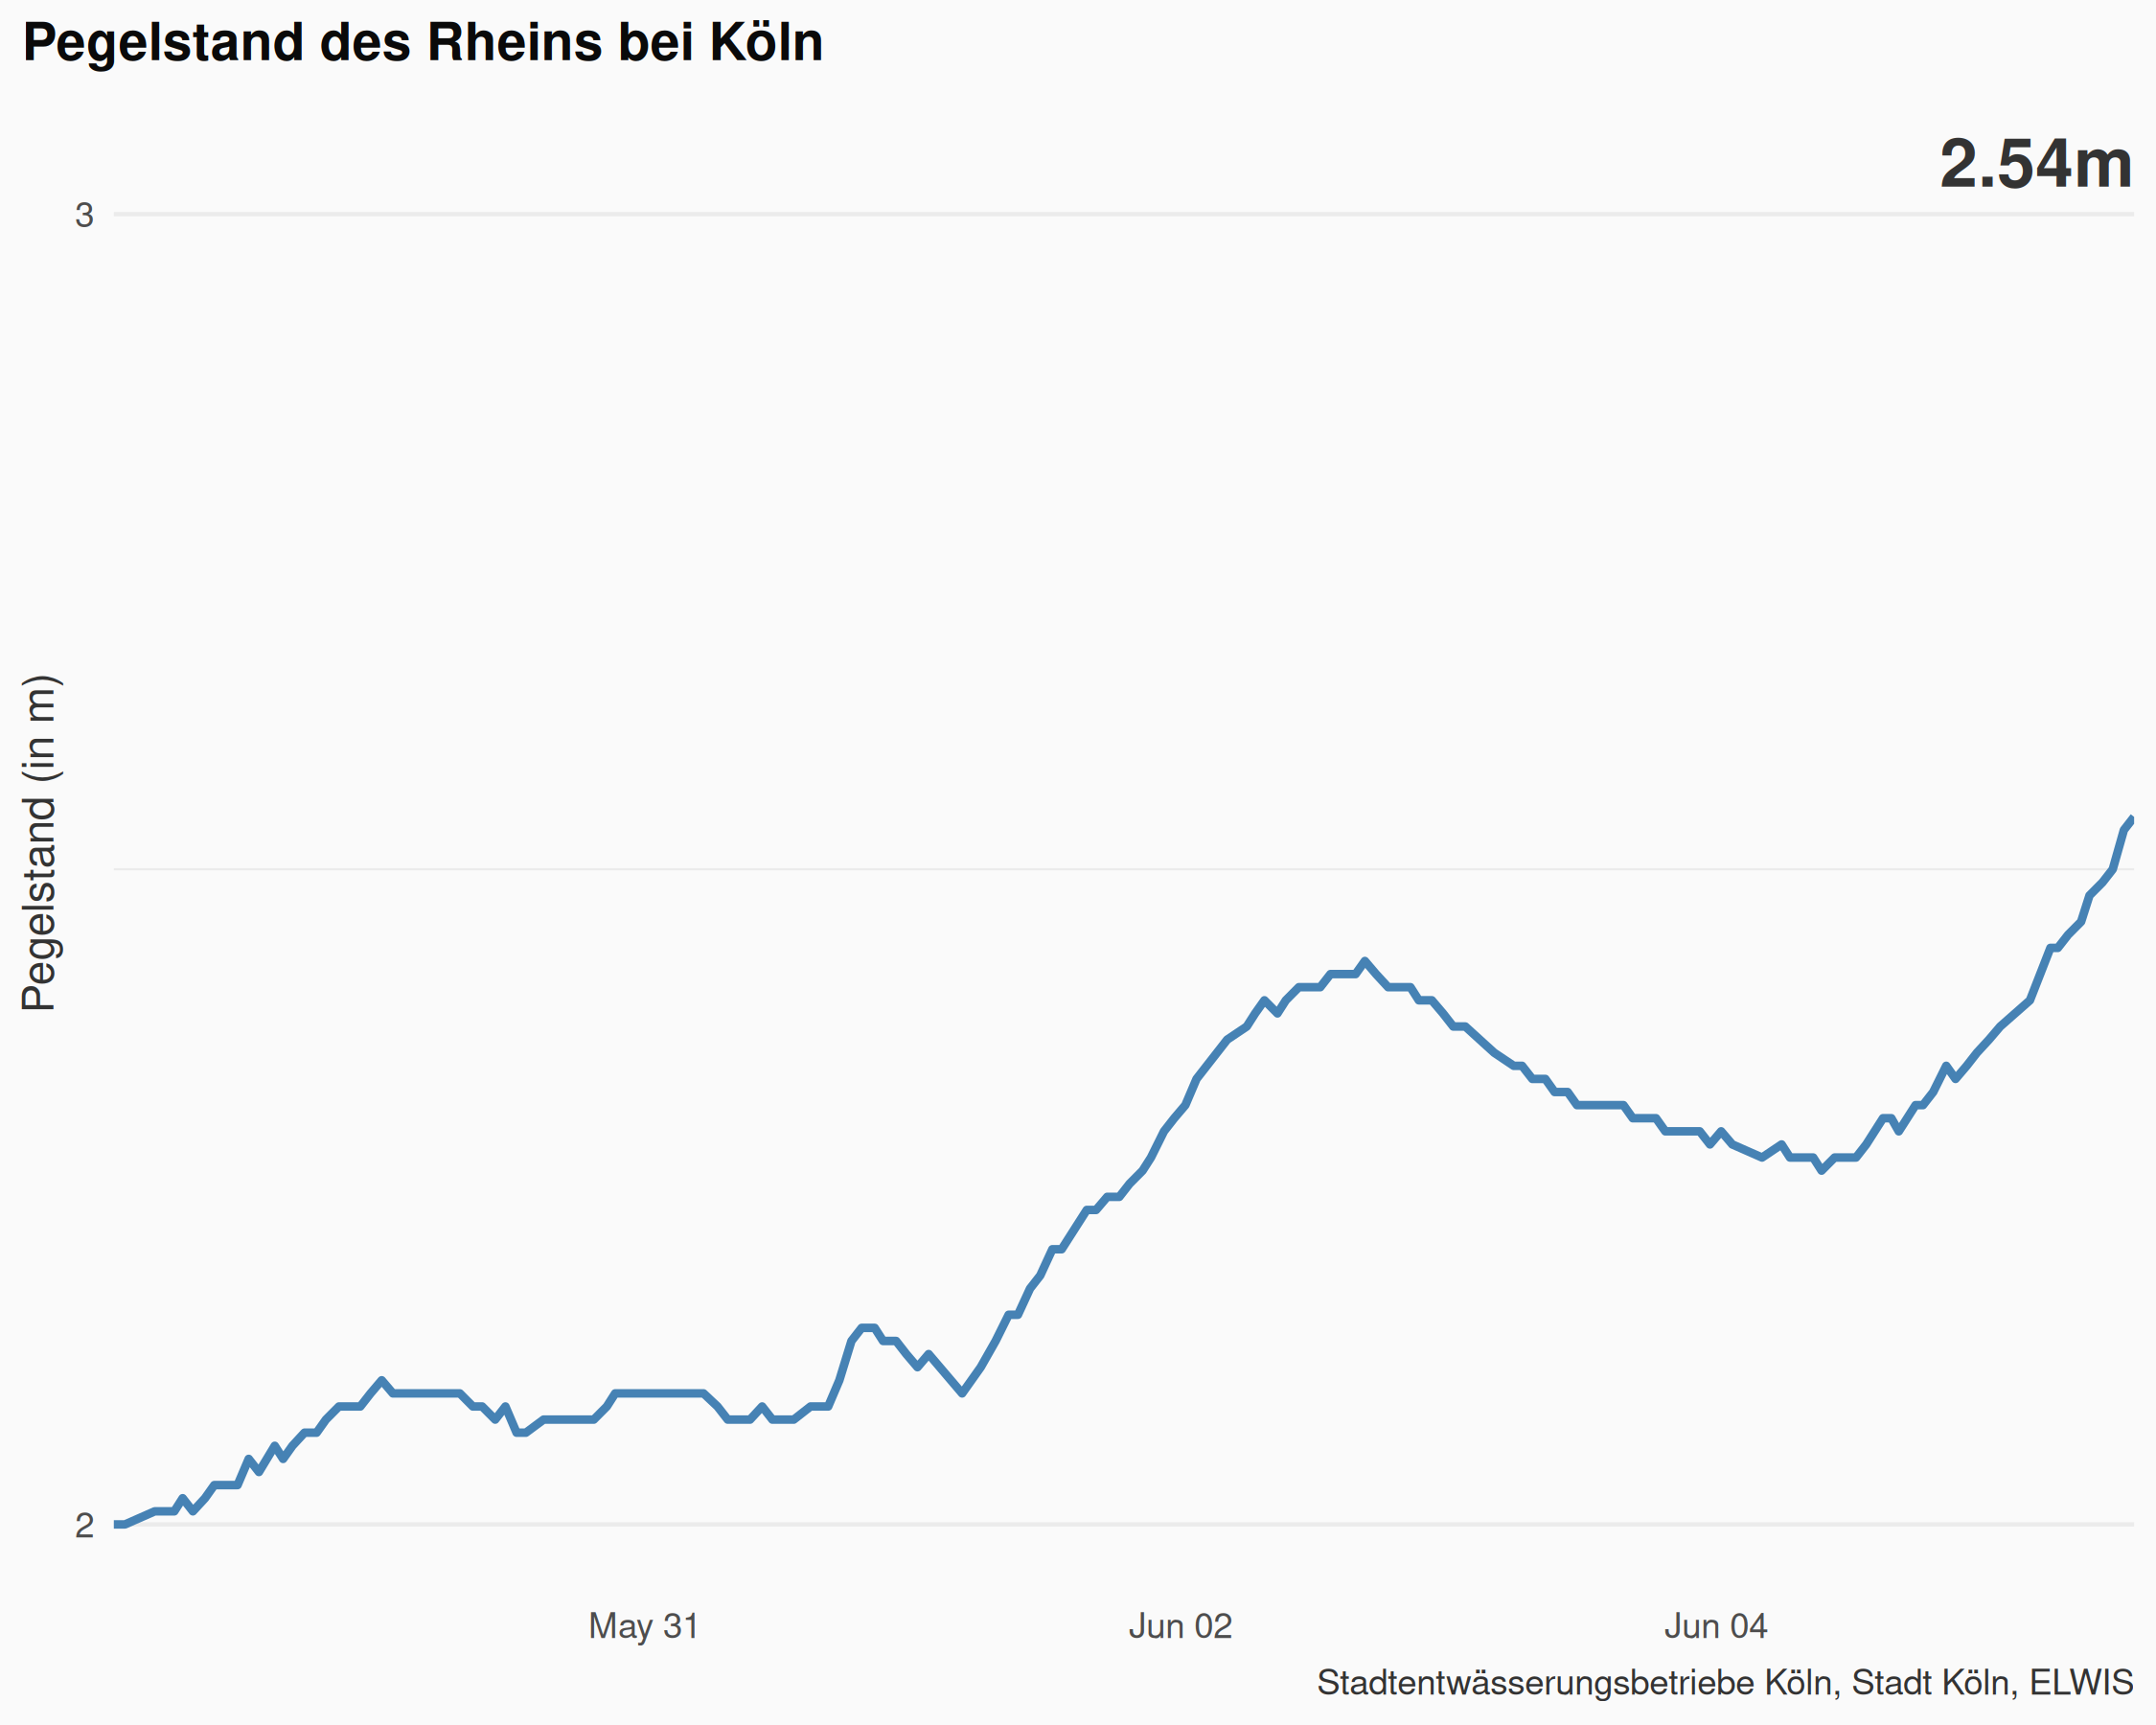 Pegelstand des Rheins bei Köln
2.54m
3
Pegelstand (in m)
2
May 31
Jun 02
Jun 04
Stadtentwässerungsbetriebe Köln, Stadt Köln, ELWIS